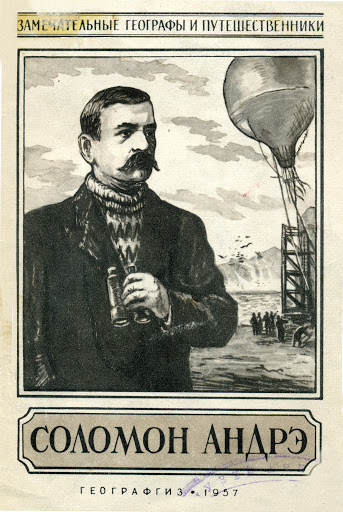 ЗАМЕЧАТЕЛЬНЫЕ ГЕОГРАФЫ И ПУТЕШЕСТВЕННИКИ
СОЛОМОН АНДРЭ
ГЕОГРАФГИЗ • 1957